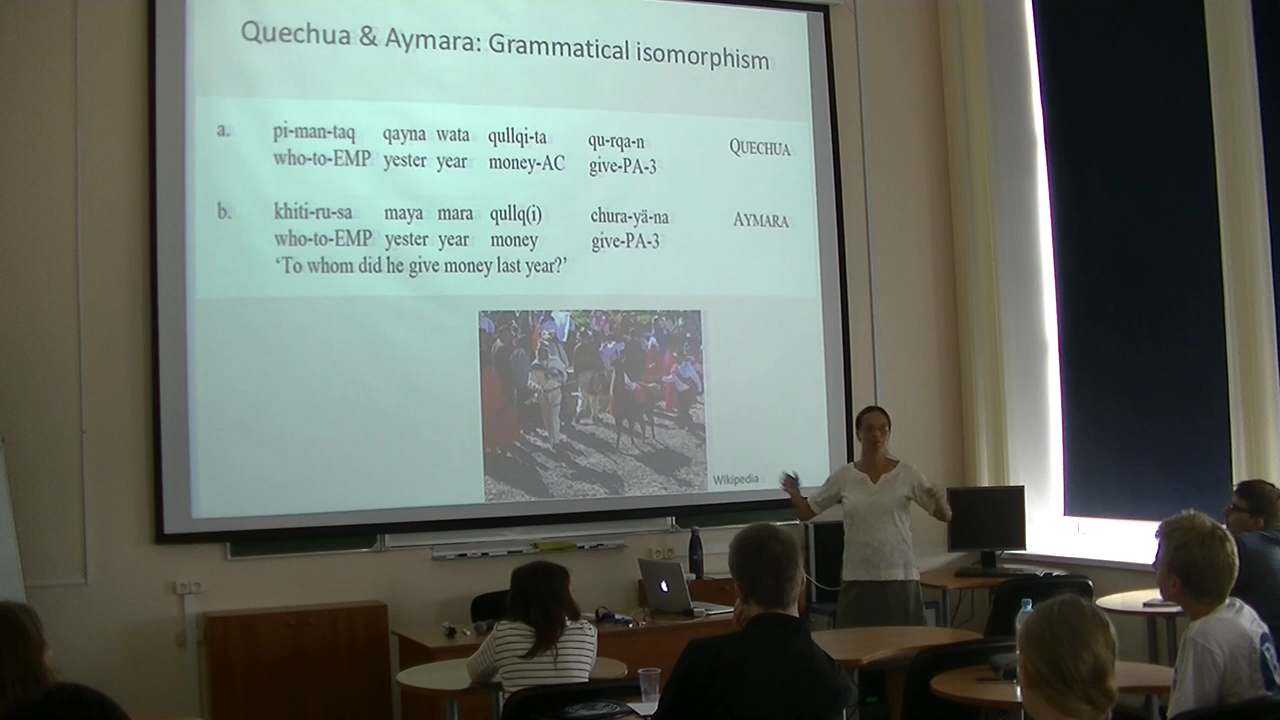 Quechua & Aymara: Grammatical isomorphism
a. pi-man-taq qayna wata qullqi-ta qu-rqa-n QUECHUA
who-to-EMP yester year money-AC give-PA-3
b. khiti-ru-sa maya mara qullq(i) chura-yä-na AYMARA
who-to-EMP yester year money give-PA-3
‘To whom did he give money last year?’
Wikipedia